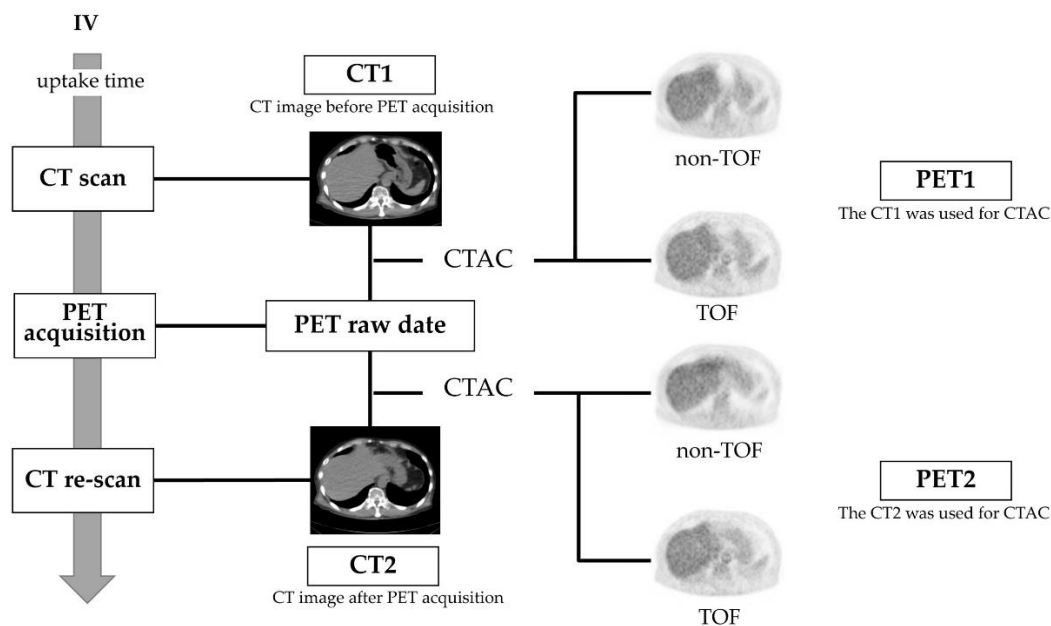 IV
uptake time
CT scan
PET
acquisition
CT re-scan
CT1
CT image before PET acquisition
CTAC
PET raw date
CTAC
CT2
CT image after PET acquisition
non-TOF
TOF
non-TOF
TOF
PET1
The CT1 was used for CTAC
PET2
The CT2 was used for CTAC